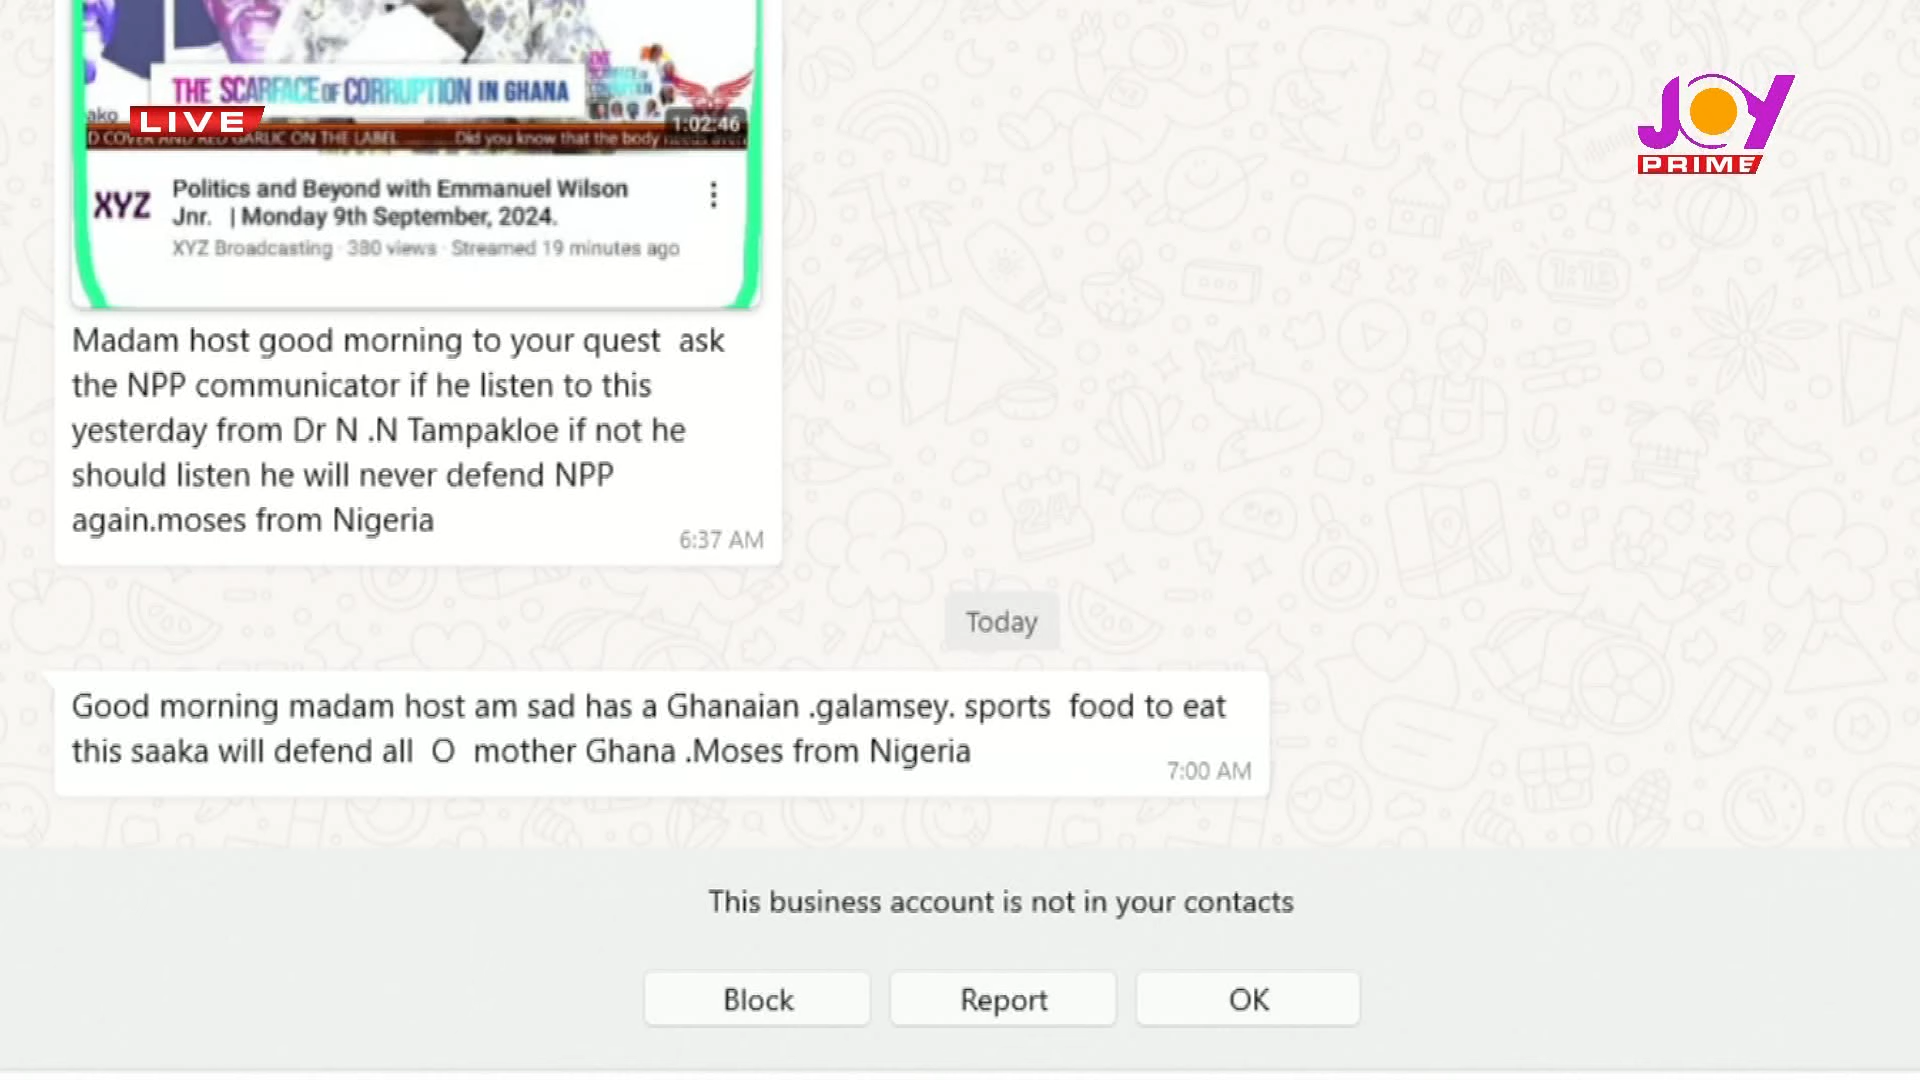 THE SCARFACE OF CORRUPTION IN GHANA
JOY
PRIME
LIVE
1:02:46
D COVER AND RED GARLIC ON THE LABEL ........Did you know that the body needs
XYZ
Politics and Beyond with Emmanuel Wilson
Jnr. | Monday 9th September, 2024.
XYZ Broadcasting · 380 views · Streamed 19 minutes ago
Madam host good morning to your quest ask
the NPP communicator if he listen to this
yesterday from Dr N .N Tampakloe if not he
should listen he will never defend NPP
again.moses from Nigeria
6:37 AM
Today
Good morning madam host am sad has a Ghanaian .galamsey. sports food to eat
this saaka will defend all O mother Ghana .Moses from Nigeria
7:00 AM
This business account is not in your contacts
Block
Report
OK